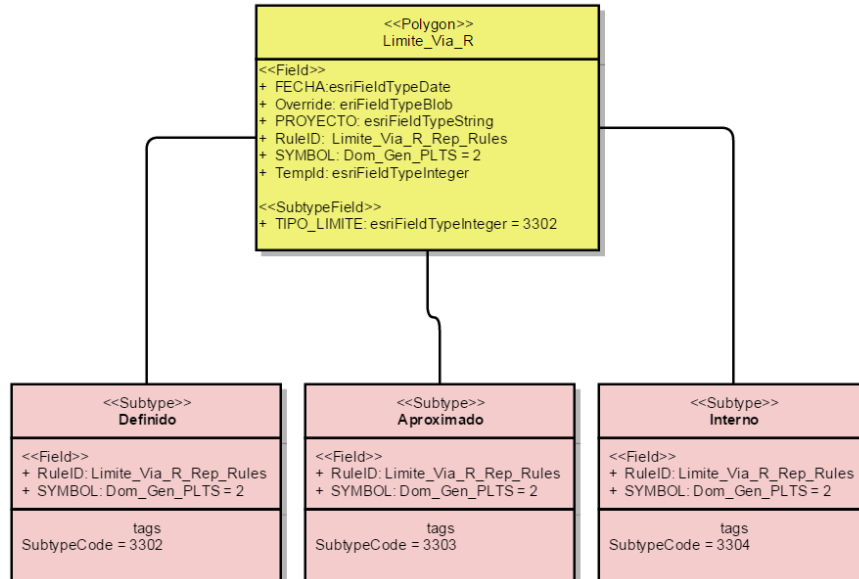 <<Polygon>>
Limite_Via_R
<<Field>>
+ FECHA:esriFieldTypeDate
+ Override: eriFieldTypeBlob
+ PROYECTO: esriFieldTypeString
+ RuleID: Limite_Via_R_Rep_Rules
+ SYMBOL: Dom_Gen_PLTS = 2
+ TempId: esriFieldTypeInteger
<<SubtypeField>>
+ TIPO_LIMITE: esriFieldTypeInteger = 3302
<<Subtype>>
Definido
<<Field>>
+ RuleID: Limite_Via_R_Rep_Rules
+ SYMBOL: Dom_Gen_PLTS = 2
tags
SubtypeCode = 3302
<<Subtype>>
Aproximado
<<Field>>
+ RuleID: Limite_Via_R_Rep_Rules
+ SYMBOL: Dom_Gen_PLTS = 2
tags
SubtypeCode = 3303
<<Subtype>>
Interno
<<Field>>
+ RuleID: Limite_Via_R_Rep_Rules
+ SYMBOL: Dom_Gen_PLTS = 2
tags
SubtypeCode = 3304